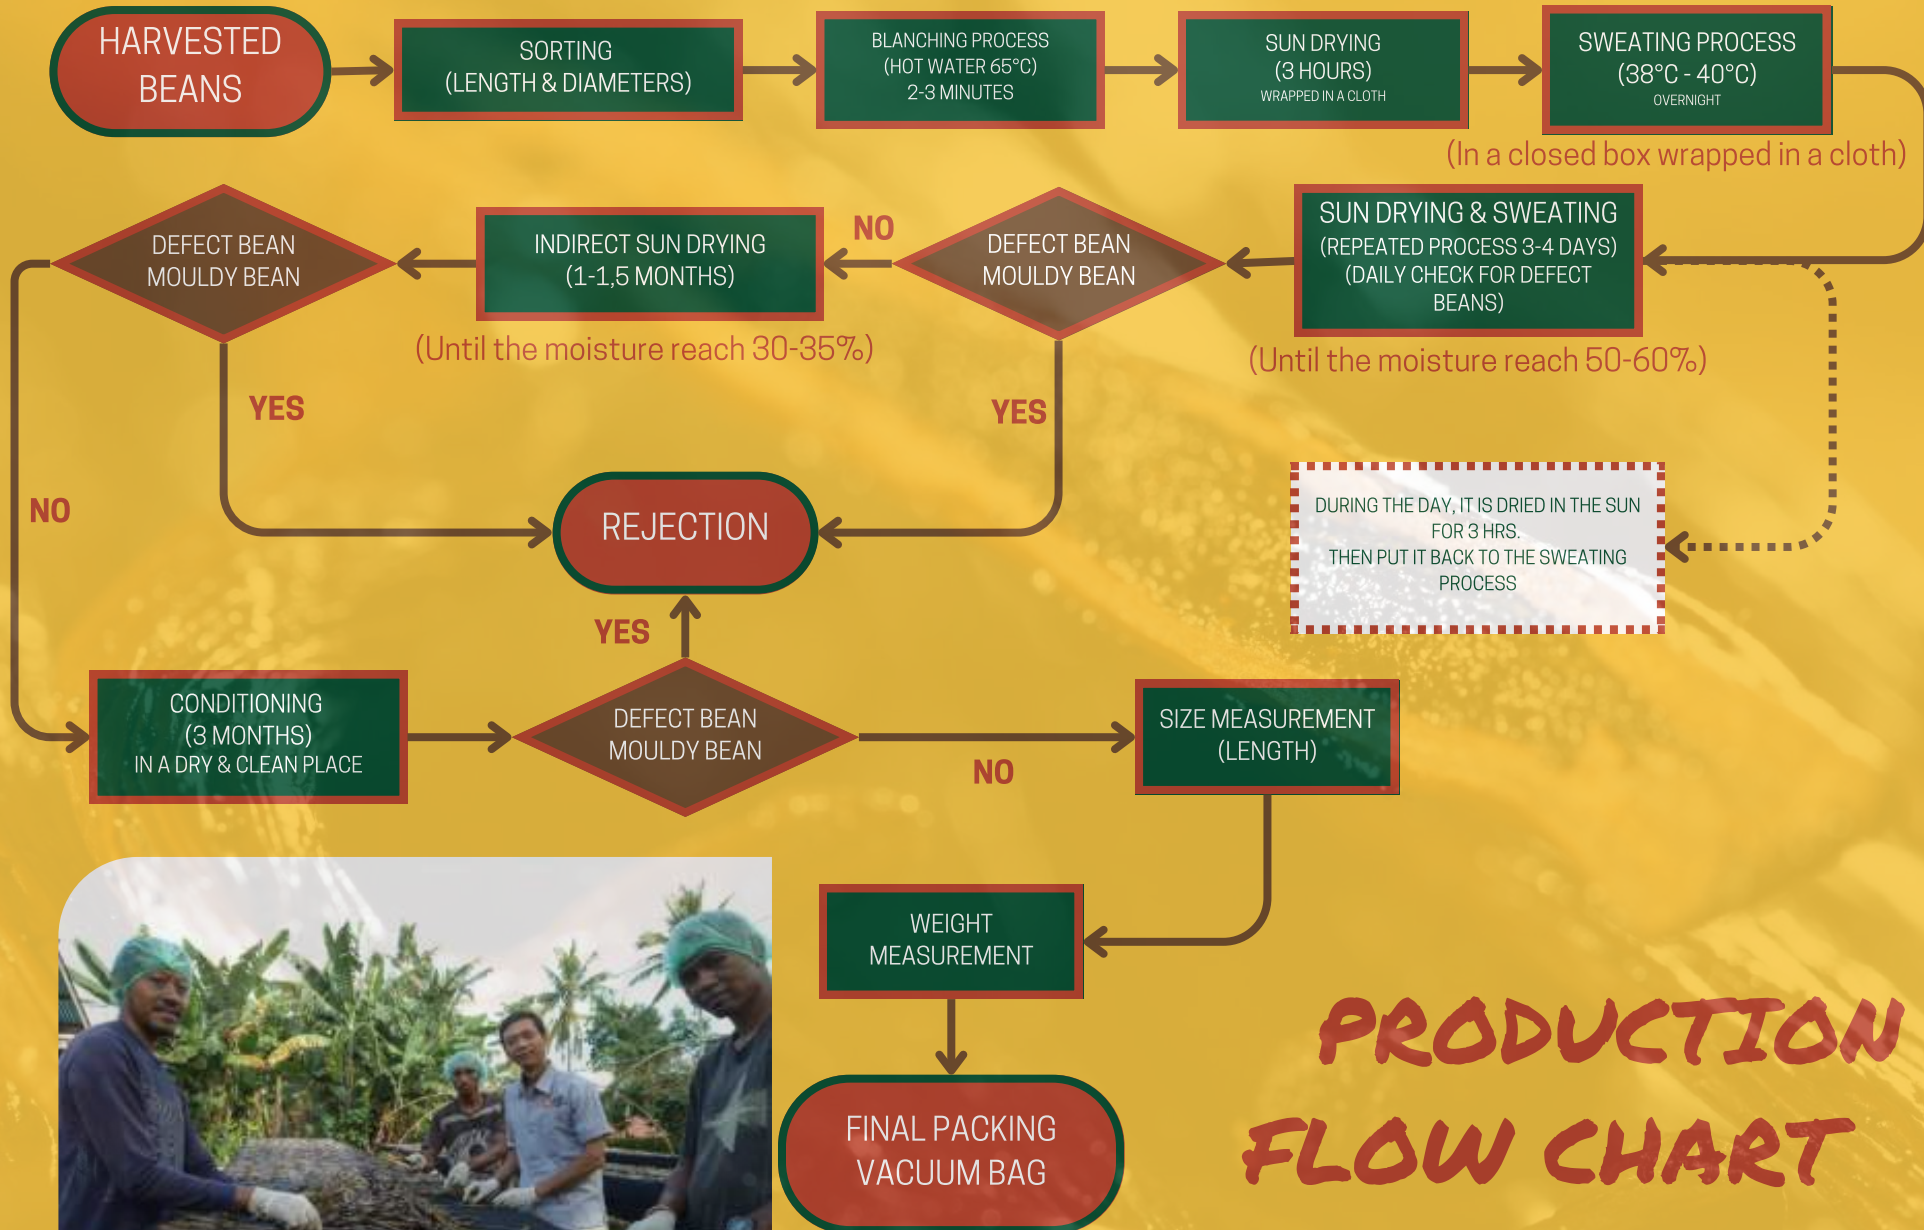 HARVESTED
BEANS
SORTING
(LENGTH & DIAMETERS)
BLANCHING PROCESS
(HOT WATER 65°C)
2-3 MINUTES
SUN DRYING
(3 HOURS)
WRAPPED IN A CLOTH
SWEATING PROCESS
(38°C - 40°C)
OVERNIGHT
(In a closed box wrapped in a cloth)
SUN DRYING & SWEATING
(REPEATED PROCESS 3-4 DAYS)
(DAILY CHECK FOR DEFECT
BEANS)
(Until the moisture reach 50-60%)
DURING THE DAY, IT IS DRIED IN THE SUN
FOR 3 HRS.
THEN PUT IT BACK TO THE SWEATING
PROCESS
DEFECT BEAN
MOULDY BEAN
NO
YES
INDIRECT SUN DRYING
(1-1,5 MONTHS)
(Until the moisture reach 30-35%)
DEFECT BEAN
MOULDY BEAN
YES
NO
REJECTION
CONDITIONING
(3 MONTHS)
IN A DRY & CLEAN PLACE
DEFECT BEAN
MOULDY BEAN
YES
NO
SIZE MEASUREMENT
(LENGTH)
WEIGHT
MEASUREMENT
FINAL PACKING
VACUUM BAG
PRODUCTION
FLOW CHART